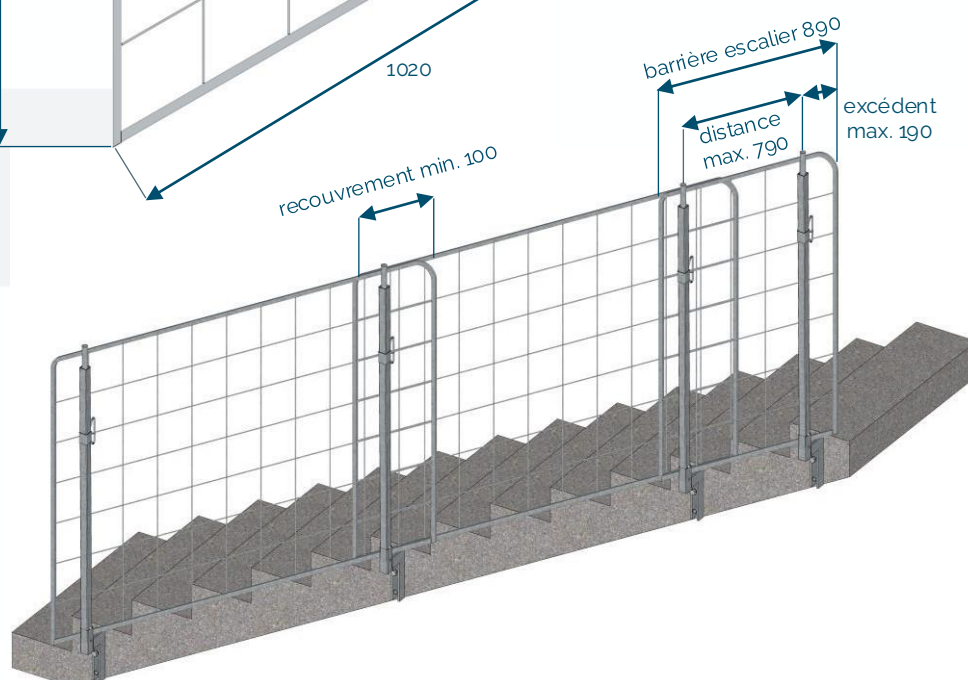 1020
barrière escalier 890
excédent
max. 190
distance
max. 790
recouvrement min. 100